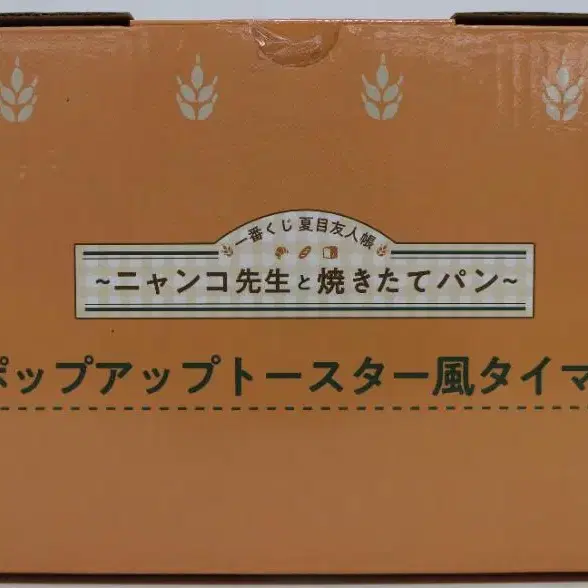 一番くじ 夏目友人帳
~ニャンコ先生と焼きたてパン~
ポップアップトースター風タイマ